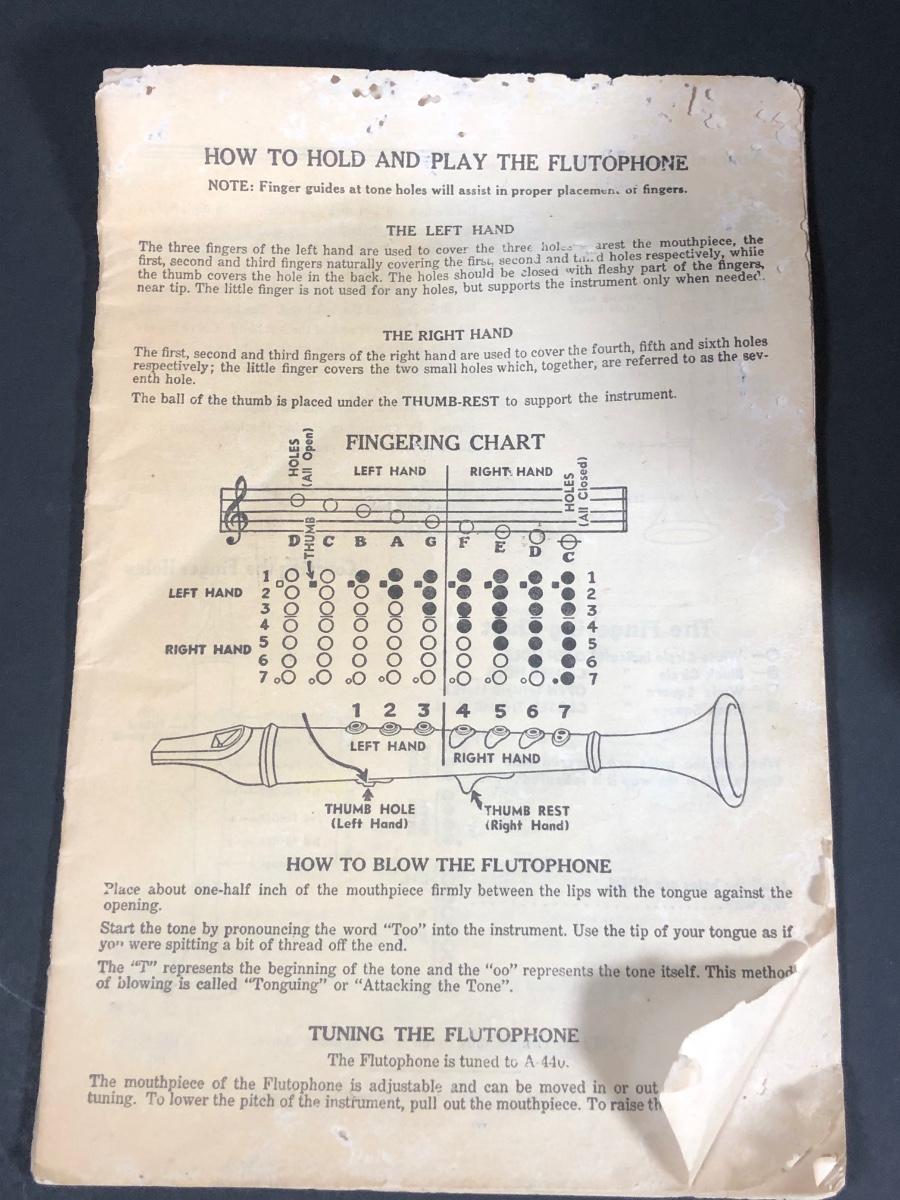 HOW TO HOLD AND PLAY THE FLUTOPHONE
NOTE: Finger guides at tone holes will assist in proper placement of fingers.
THE LEFT HAND
The three fingers of the left hand are used to cover the three holes arest the mouthpiece, the
first, second and third fingers naturally covering the first, second and third holes respectively, while
the thumb covers the hole in the back. The holes should be closed with fleshy part of the fingers,
near tip. The little finger is not used for any holes, but supports the instrument only when needed.
THE RIGHT HAND
The first, second and third fingers of the right hand are used to cover the fourth, fifth and sixth holes
respectively; the little finger covers the two small holes which, together, are referred to as the sev-
enth hole.
The ball of the thumb is placed under the THUMB-REST to support the instrument.
FINGERING CHART
HOLES
(All Open)
LEFT HAND
RIGHT HAND
HOLES
(All Closed)
THUMB
D C B A G F E D C
1 1
LEFT HAND 2 2
3 3
4 4
RIGHT HAND 5 5
6 6
7 7
1 2 3 4 5 6 7
LEFT HAND
RIGHT HAND
THUMB HOLE
(Left Hand)
THUMB REST
(Right Hand)
HOW TO BLOW THE FLUTOPHONE
Place about one-half inch of the mouthpiece firmly between the lips with the tongue against the
opening.
Start the tone by pronouncing the word "Too" into the instrument. Use the tip of your tongue as if
you were spitting a bit of thread off the end.
The "T" represents the beginning of the tone and the "oo" represents the tone itself. This method
of blowing is called "Tonguing" or "Attacking the Tone".
TUNING THE FLUTOPHONE
The Flutophone is tuned to A-440.
The mouthpiece of the Flutophone is adjustable and can be moved in or out
tuning. To lower the pitch of the instrument, pull out the mouthpiece. To raise th